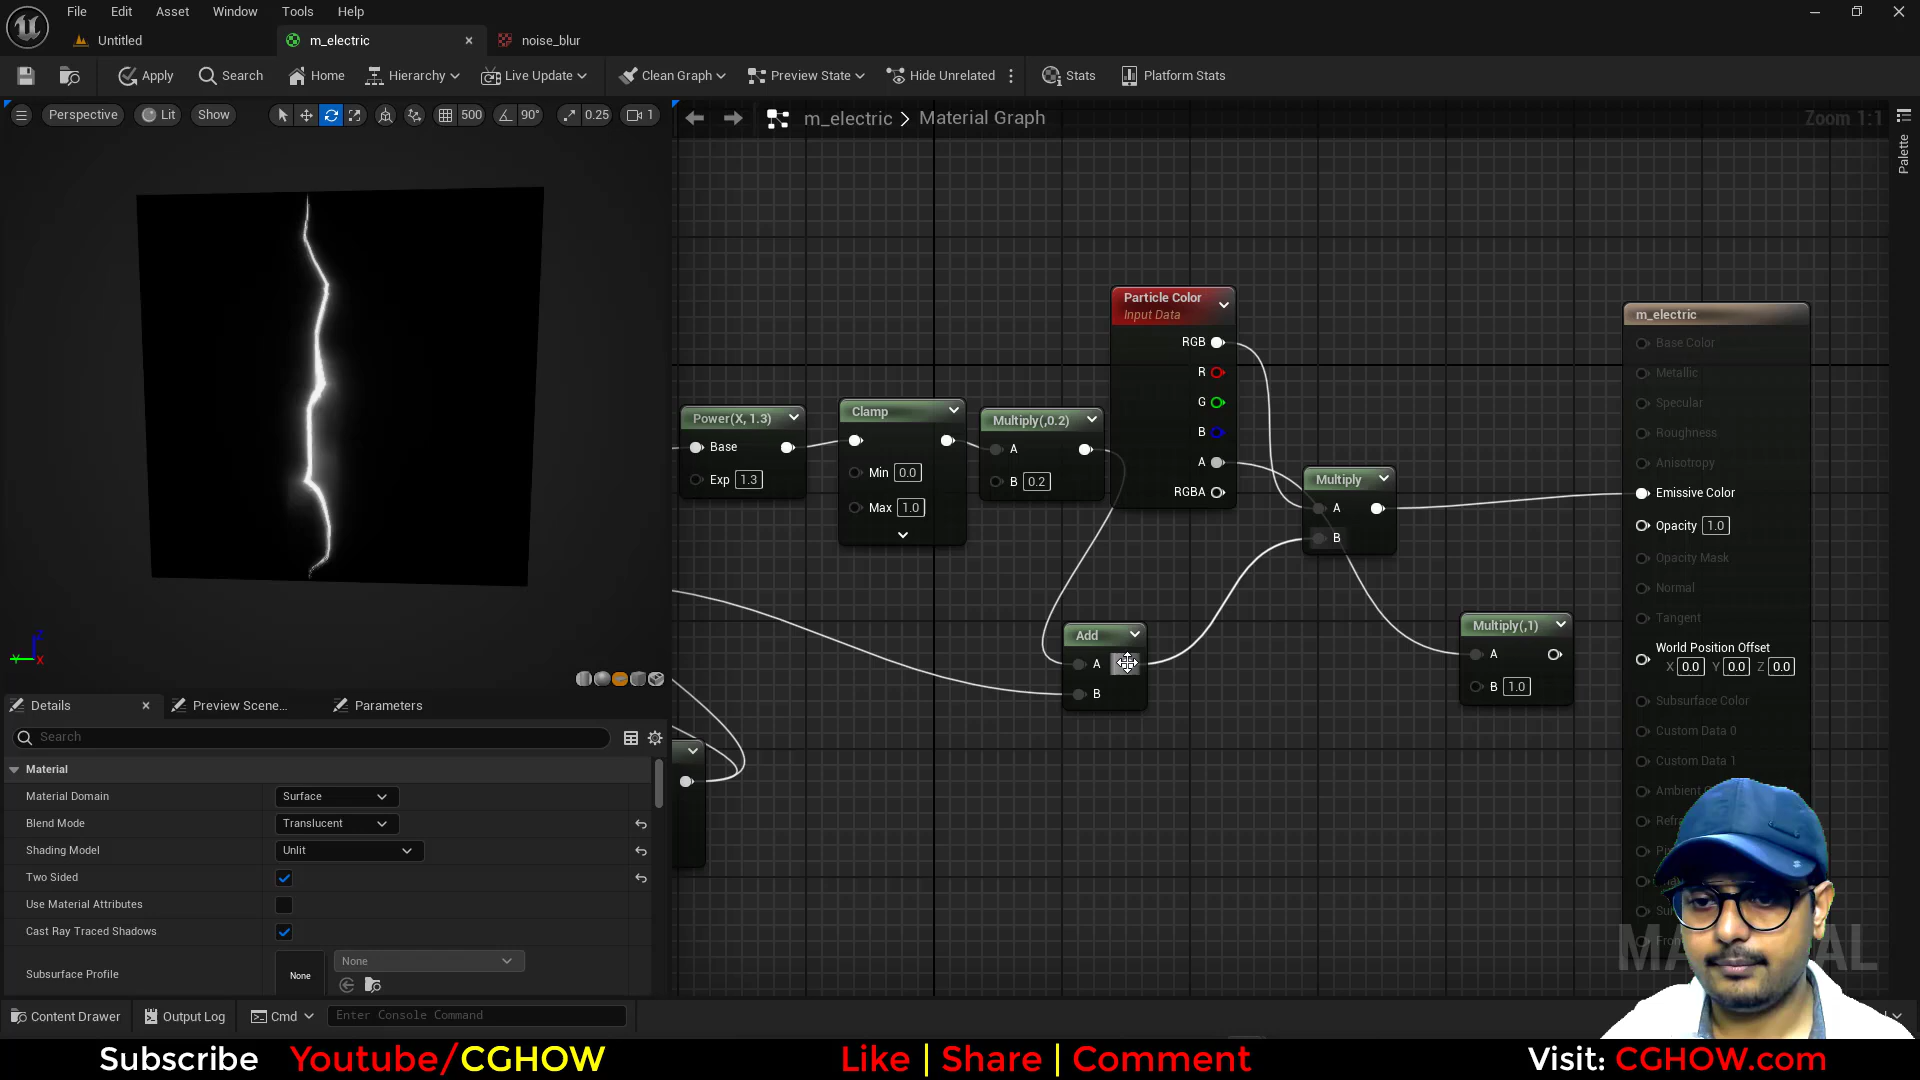 File Edit Asset Window Tools Help
Untitled
m_electric
noise_blur
Apply Search Home Hierarchy Live Update Clean Graph Preview State Hide Unrelated Stats Platform Stats
Perspective Lit Show 500 90° 0.25 1
m_electric > Material Graph
Zoom 1:1
Palette
Particle Color
Input Data
RGB
R
G
B
A
RGBA
Power(X, 1.3)
Base
Exp 1.3
Clamp
Min 0.0
Max 1.0
Multiply(,0.2)
A
B 0.2
Multiply
A
B
Add
A
B
Multiply(,1)
A
B 1.0
m_electric
Base Color
Metallic
Specular
Roughness
Anisotropy
Emissive Color
Opacity 1.0
Opacity Mask
Normal
Tangent
World Position Offset
X 0.0 Y 0.0 Z 0.0
Subsurface Color
Custom Data 0
Custom Data 1
Z
Y X
Details
Preview Scene...
Parameters
Search
Material
Material Domain Surface
Blend Mode Translucent
Shading Model Unlit
Two Sided
Use Material Attributes
Cast Ray Traced Shadows
Subsurface Profile None None
Content Drawer Output Log Cmd Enter Console Command
Subscribe Youtube/CGHOW Like | Share | Comment Visit: CGHOW.com